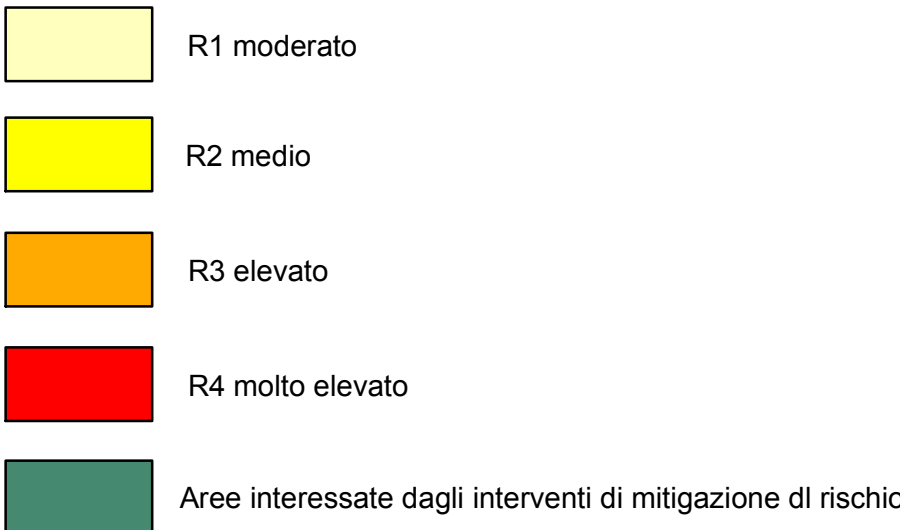 R1 moderato
R2 medio
R3 elevato
R4 molto elevato
Aree interessate dagli interventi di mitigazione dl rischio